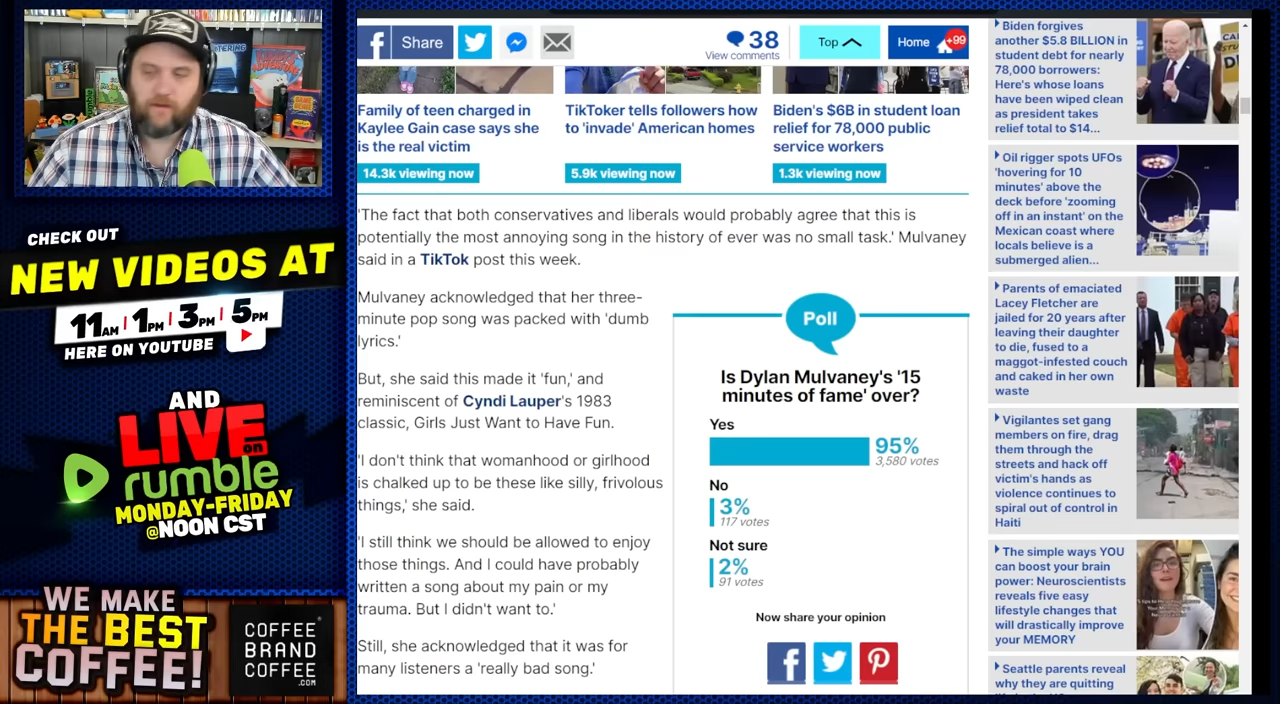 CHECK OUT
NEW VIDEOS AT
11AM | 1PM | 3PM | 5PM
HERE ON YOUTUBE
AND
LIVE on
rumble
MONDAY-FRIDAY
@NOON CST
WE MAKE
THE BEST
COFFEE!
COFFEE
BRAND
COFFEE
.COM
f Share
38
View comments
Top
Home
+99
Family of teen charged in
Kaylee Gain case says she
is the real victim
14.3k viewing now
TikToker tells followers how
to 'invade' American homes
5.9k viewing now
Biden's $6B in student loan
relief for 78,000 public
service workers
1.3k viewing now
'The fact that both conservatives and liberals would probably agree that this is
potentially the most annoying song in the history of ever was no small task.' Mulvaney
said in a TikTok post this week.
Mulvaney acknowledged that her three-
minute pop song was packed with 'dumb
lyrics.'
But, she said this made it 'fun,' and
reminiscent of Cyndi Lauper's 1983
classic, Girls Just Want to Have Fun.
'I don't think that womanhood or girlhood
is chalked up to be these like silly, frivolous
things,' she said.
'I still think we should be allowed to enjoy
those things. And I could have probably
written a song about my pain or my
trauma. But I didn't want to.'
Still, she acknowledged that it was for
many listeners a 'really bad song.'
Poll
Is Dylan Mulvaney's '15
minutes of fame' over?
Yes
95%
3,580 votes
No
3%
117 votes
Not sure
2%
91 votes
Now share your opinion
Biden forgives
another $5.8 BILLION in
student debt for nearly
78,000 borrowers:
Here's whose loans
have been wiped clean
as president takes
relief total to $14...
Oil rigger spots UFOs
'hovering for 10
minutes' above the
deck before 'zooming
off in an instant' on the
Mexican coast where
locals believe is a
submerged alien...
Parents of emaciated
Lacey Fletcher are
jailed for 20 years after
leaving their daughter
to die, fused to a
maggot-infested couch
and caked in her own
waste
Vigilantes set gang
members on fire, drag
them through the
streets and hack off
victim's hands as
violence continues to
spiral out of control in
Haiti
The simple ways YOU
can boost your brain
power: Neuroscientists
reveals five easy
lifestyle changes that
will drastically improve
your MEMORY
Seattle parents reveal
why they are quitting